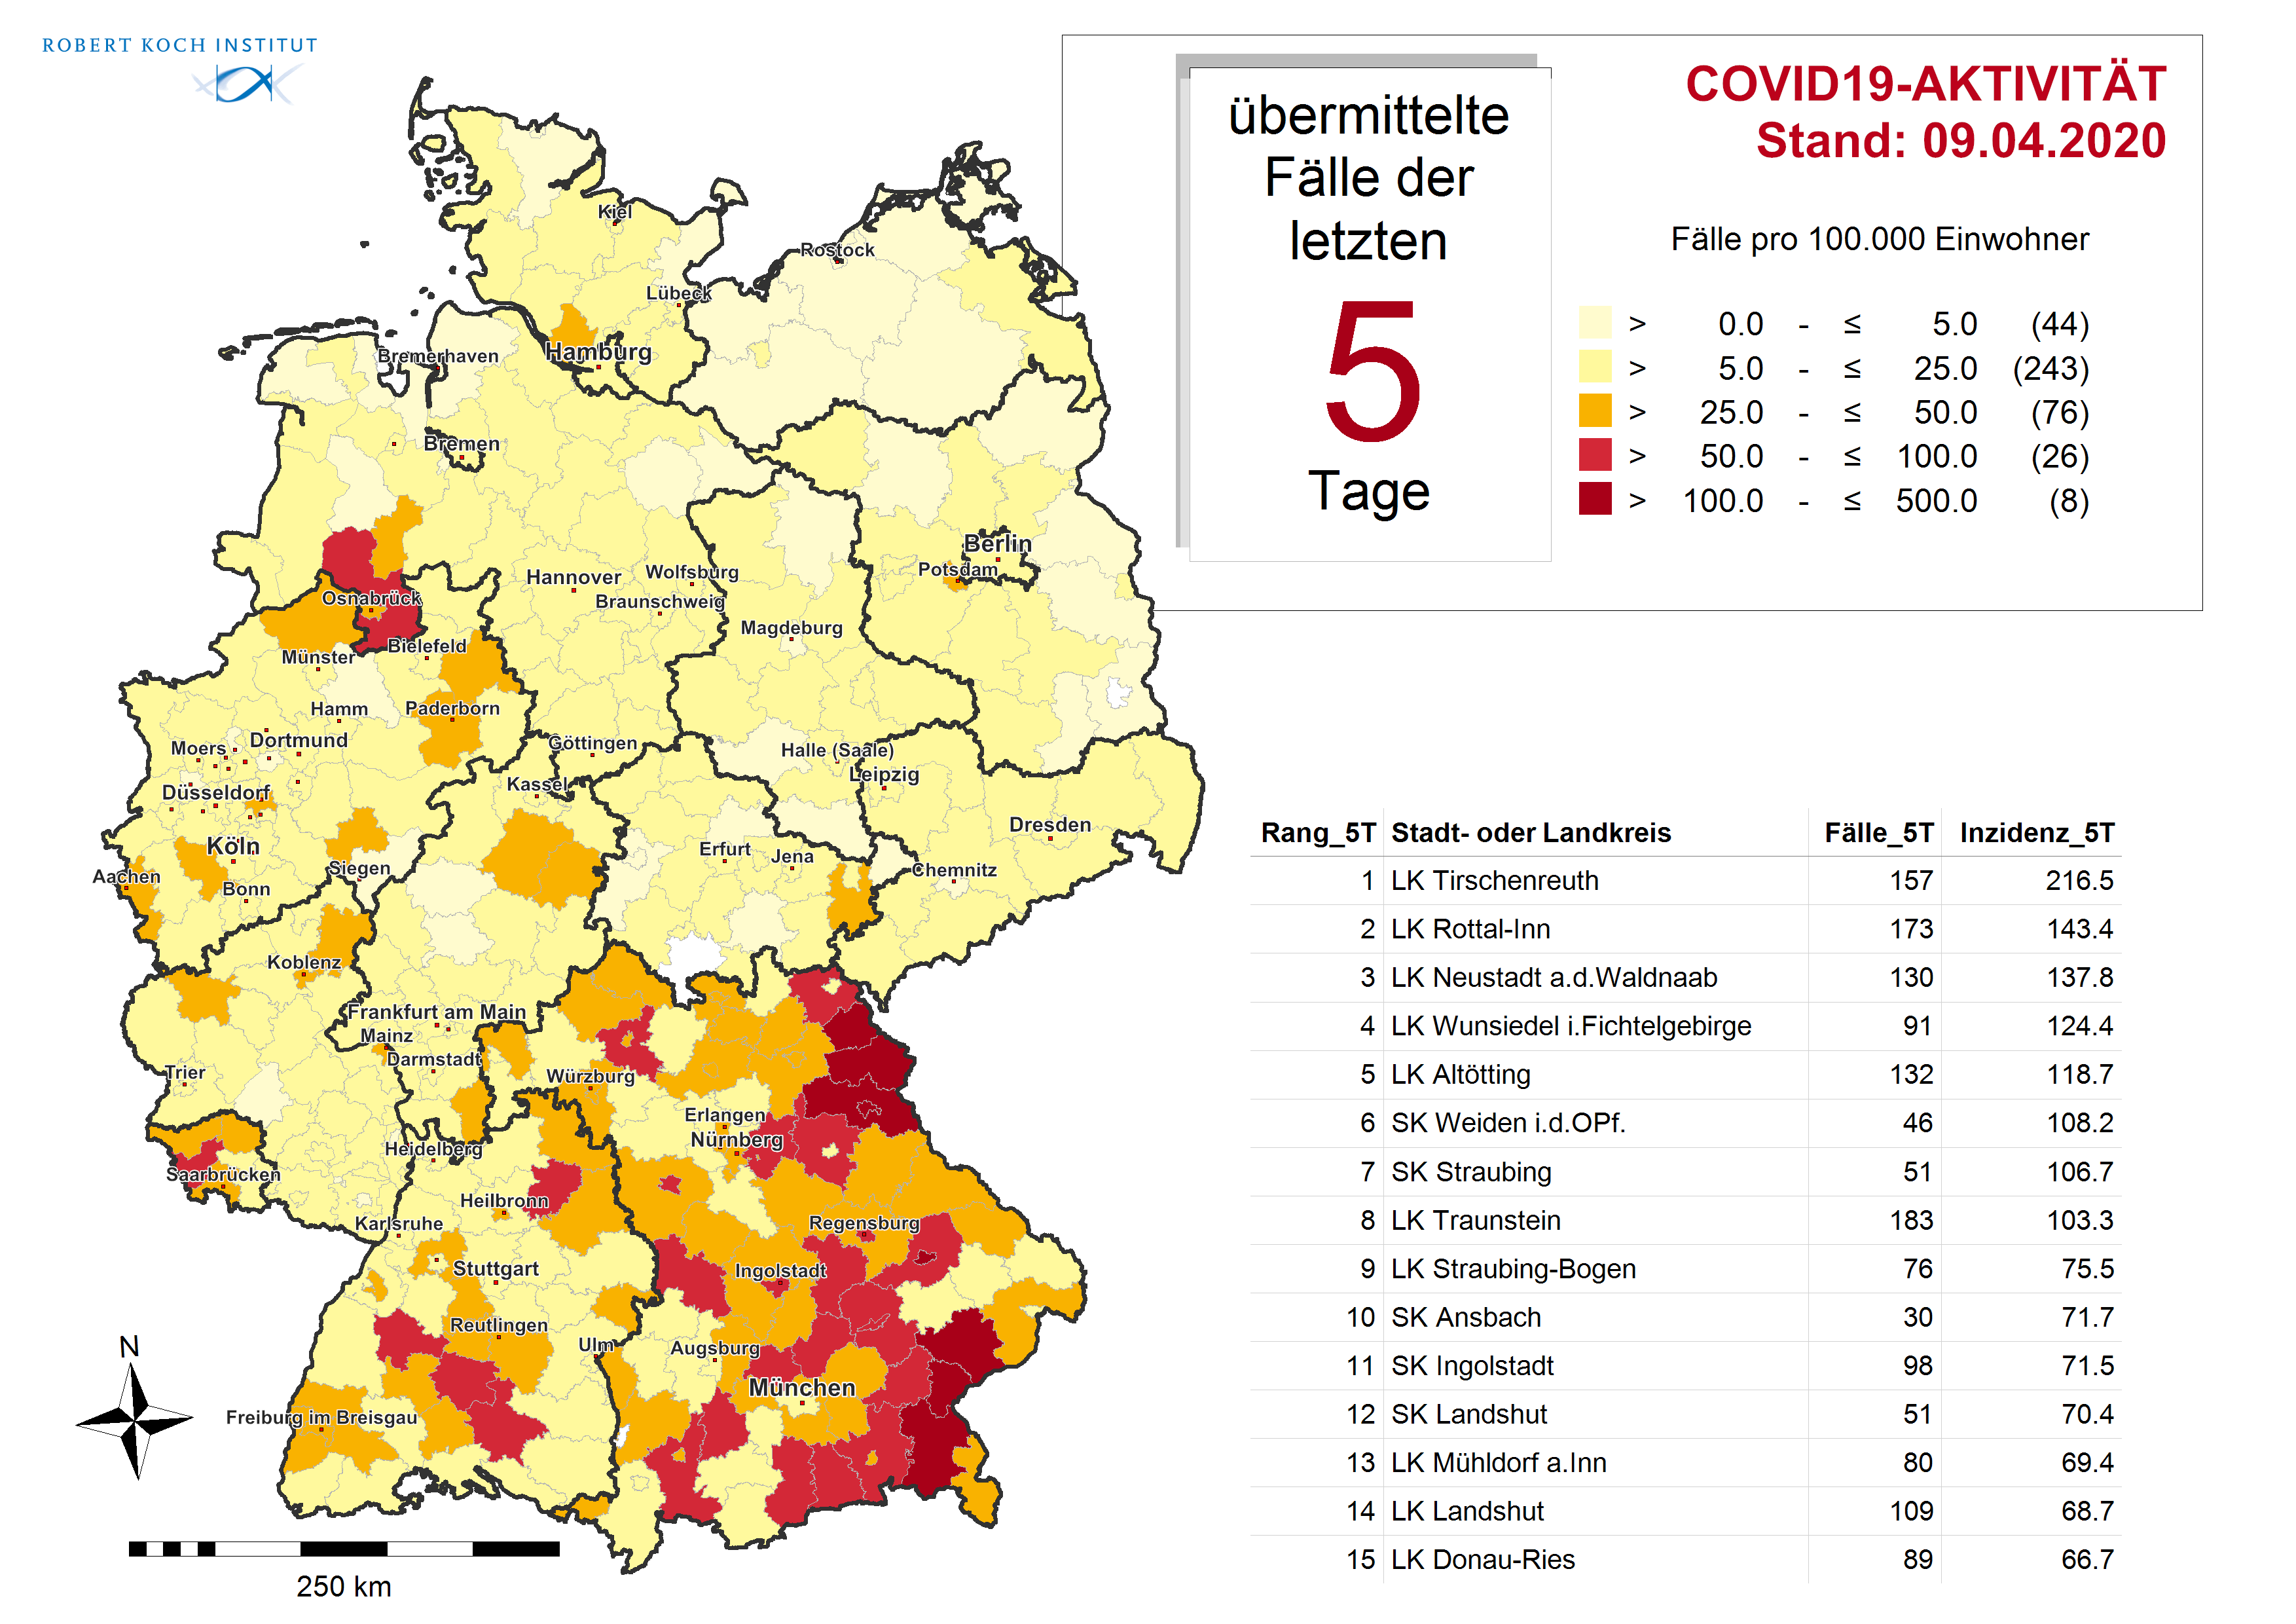 ROBERT KOCH INSTITUT
COVID19-AKTIVITÄT
Stand: 09.04.2020
übermittelte
Fälle der
letzten
5
Tage
Fälle pro 100.000 Einwohner
> 0.0 - ≤ 5.0 (44)
> 5.0 - ≤ 25.0 (243)
> 25.0 - ≤ 50.0 (76)
> 50.0 - ≤ 100.0 (26)
> 100.0 - ≤ 500.0 (8)
Kiel
Rostock
Lübeck
Hamburg
Bremerhaven
Bremen
Berlin
Potsdam
Hannover
Wolfsburg
Osnabrück
Braunschweig
Magdeburg
Bielefeld
Münster
Hamm
Paderborn
Moers
Dortmund
Göttingen
Halle (Saale)
Leipzig
Kassel
Düsseldorf
Dresden
Köln
Erfurt
Jena
Siegen
Chemnitz
Aachen
Bonn
Koblenz
Frankfurt am Main
Mainz
Darmstadt
Trier
Würzburg
Erlangen
Nürnberg
Heidelberg
Saarbrücken
Heilbronn
Karlsruhe
Regensburg
Stuttgart
Ingolstadt
Reutlingen
Ulm
Augsburg
München
Freiburg im Breisgau
N
250 km
Rang_5T Stadt- oder Landkreis Fälle_5T Inzidenz_5T
1 LK Tirschenreuth 157 216.5
2 LK Rottal-Inn 173 143.4
3 LK Neustadt a.d.Waldnaab 130 137.8
4 LK Wunsiedel i.Fichtelgebirge 91 124.4
5 LK Altötting 132 118.7
6 SK Weiden i.d.OPf. 46 108.2
7 SK Straubing 51 106.7
8 LK Traunstein 183 103.3
9 LK Straubing-Bogen 76 75.5
10 SK Ansbach 30 71.7
11 SK Ingolstadt 98 71.5
12 SK Landshut 51 70.4
13 LK Mühldorf a.Inn 80 69.4
14 LK Landshut 109 68.7
15 LK Donau-Ries 89 66.7